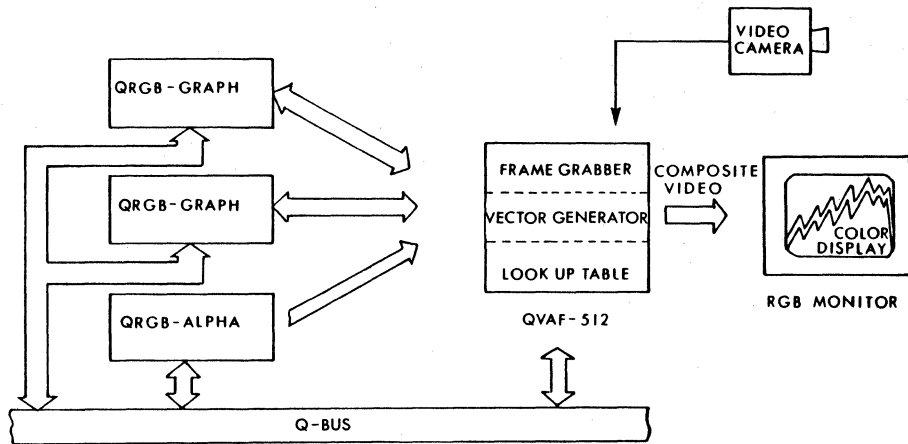 VIDEO
CAMERA
QRGB-GRAPH
QRGB-GRAPH
QRGB-ALPHA
FRAME GRABBER
VECTOR GENERATOR
LOOK UP TABLE
QVAF-512
COMPOSITE
VIDEO
COLOR
DISPLAY
RGB MONITOR
Q-BUS